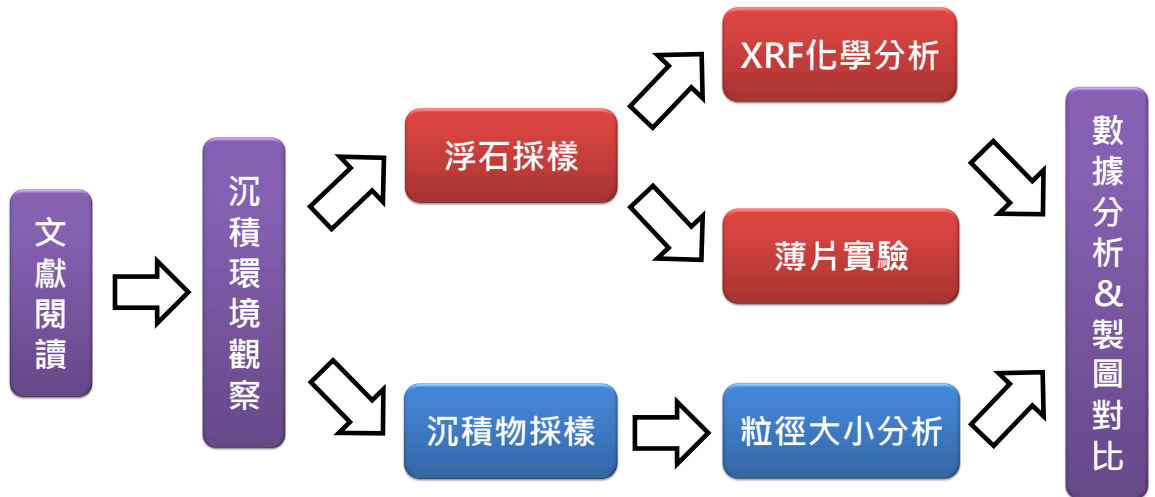 文獻閱讀
沉積環境觀察
浮石採樣
XRF化學分析
薄片實驗
沉積物採樣
粒徑大小分析
數據分析&製圖對比